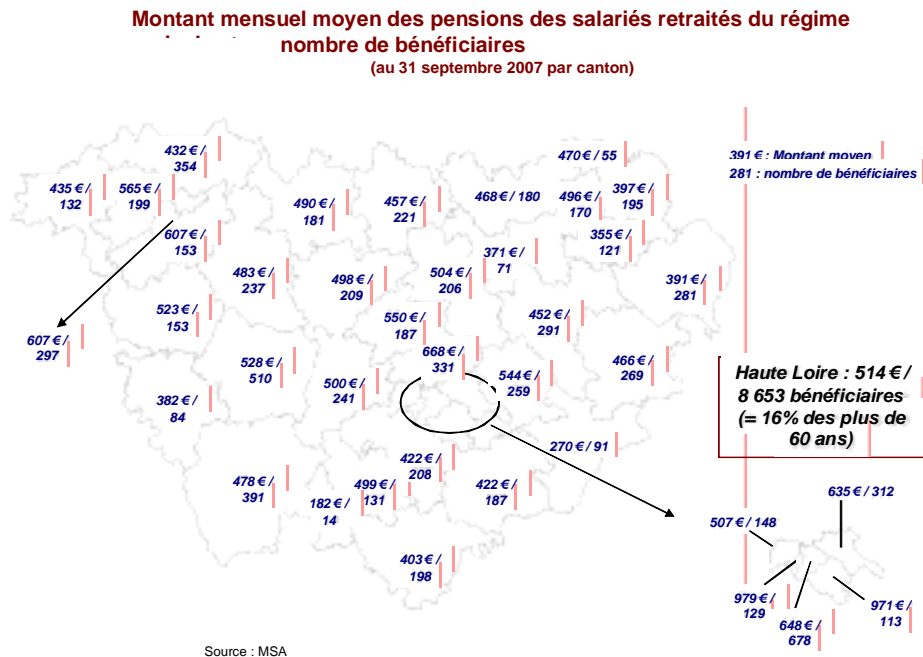 Montant mensuel moyen des pensions des salariés retraités du régime
nombre de bénéficiaires
(au 31 septembre 2007 par canton)
432 € /
354
470 € / 55
391 € : Montant moyen
281 : nombre de bénéficiaires
435 € /
132
565 € /
199
490 € /
181
457 €
221
468 € / 180
496 € /
170
397 €
195
607 € /
153
371 € /
71
355 € /
121
483 € /
237
498 €
209
504 € /
206
391 € /
281
523 € /
153
550 € /
187
452 € /
291
607 € /
297
528 € /
510
668 € /
331
544 €
259
466 € /
269
500 € /
241
382 € /
84
Haute Loire : 514 € /
8 653 bénéficiaires
(= 16% des plus de
60 ans)
270 € / 91
422 € /
208
478 € /
391
499 € /
131
422 € /
187
182 € /
14
635 € / 312
507 € / 148
403 € /
198
979 € /
129
971 € /
113
648 € /
678
Source : MSA